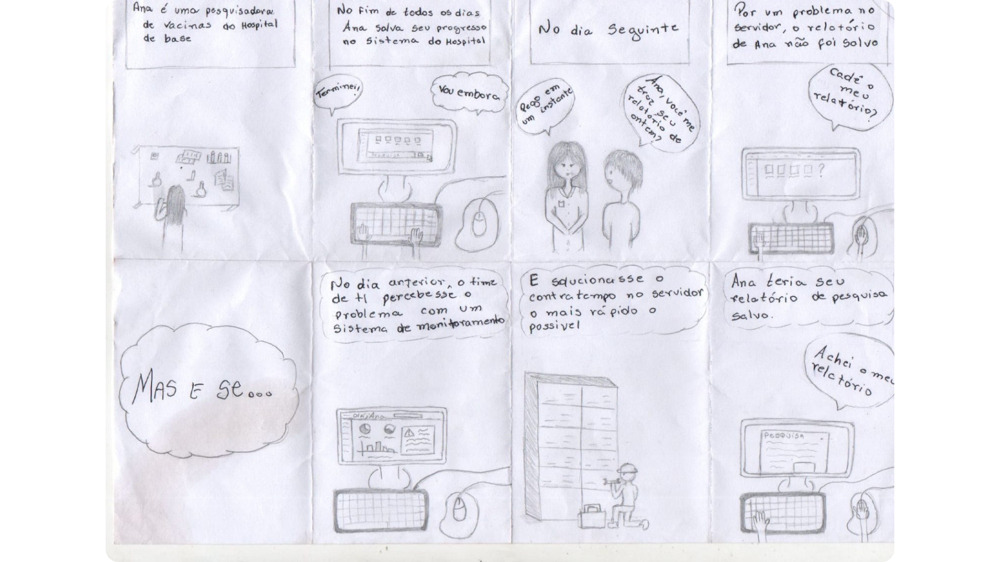 Ana é uma pesquisadora
de vacinas do Hospital
de base
No fim de todos os dias
Ana salva seu progresso
no sistema do Hospital
Terminei!
Vou embora
Pesquisa
No dia seguinte
Pego em
um instante
Ana, você me
traz seu
relatório de
ontem?
Por um problema no
servidor, o relatório
de Ana não foi salvo
Cadê o
meu
relatório?
?
MAS E SE...
No dia anterior, o time
de TI percebesse o
problema com um
sistema de monitoramento
Olá, Ana
E solucionasse o
contratempo no servidor
o mais rápido o
possivel
Ana teria seu
relatório de pesquisa
salvo.
Achei o meu
relatório
PESQUISA